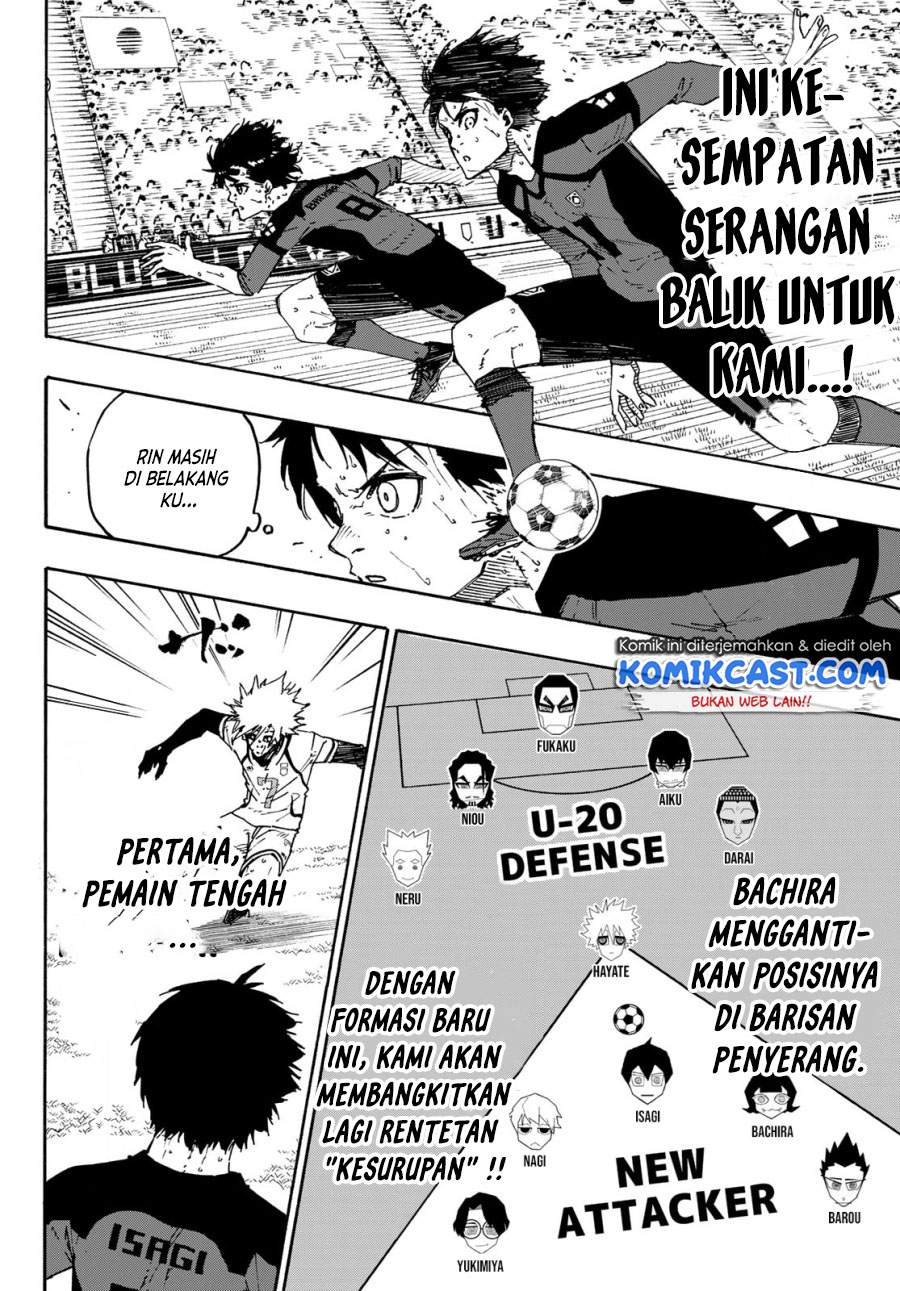 INI KE-
SEMPATAN
SERANGAN
BALIK UNTUK
KAMI...!
8
BLUE LOCK
RIN MASIH
DI BELAKANG
KU...
Komik ini diterjemahkan & diedit oleh
KOMIKCAST.COM
BUKAN WEB LAIN!!
7
PERTAMA,
PEMAIN TENGAH
...
ISAGI
FUKAKU
NIOU
AIKU
U-20
DEFENSE
NERU
DARAI
HAYATE
BACHIRA
MENGGANTI-
KAN POSISINYA
DI BARISAN
PENYERANG.
DENGAN
FORMASI BARU
INI, KAMI AKAN
MEMBANGKITKAN
LAGI RENTETAN
"KESURUPAN" !!
ISAGI
BACHIRA
NAGI
NEW
ATTACKER
BAROU
YUKIMIYA